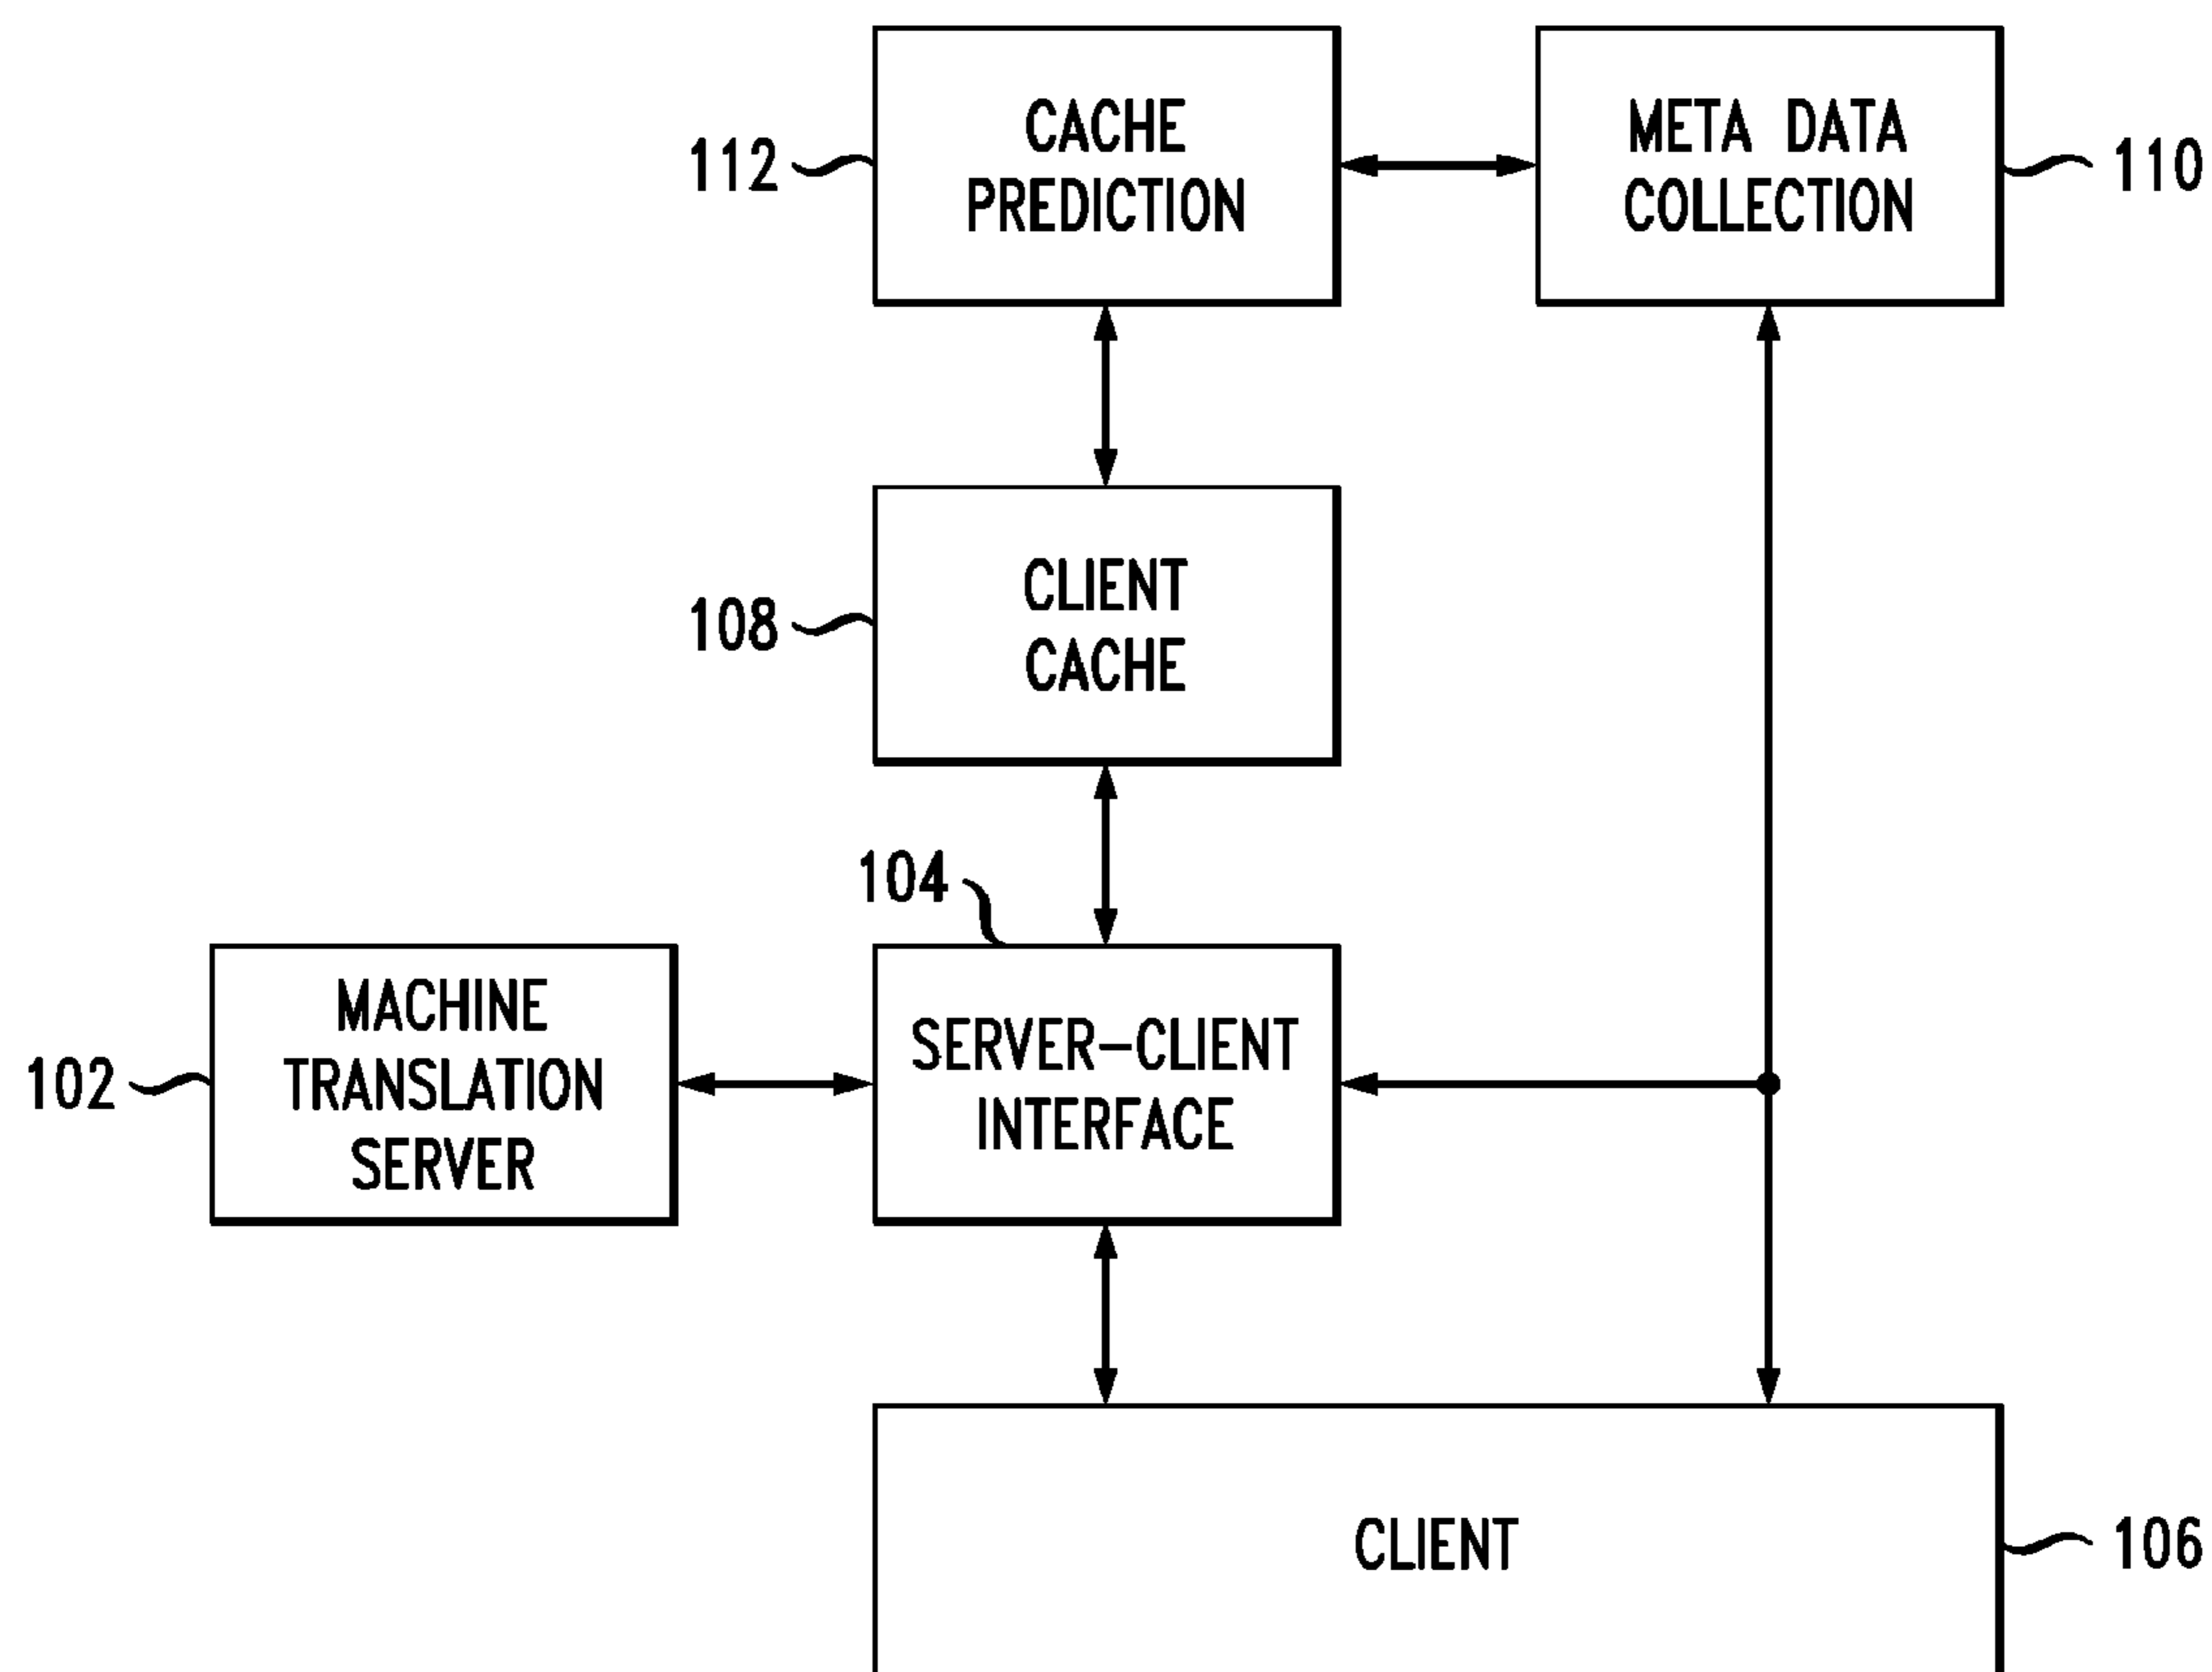 CACHE
PREDICTION
112
META DATA
COLLECTION
110
CLIENT
CACHE
108
104
MACHINE
TRANSLATION
SERVER
102
SERVER-CLIENT
INTERFACE
CLIENT
106